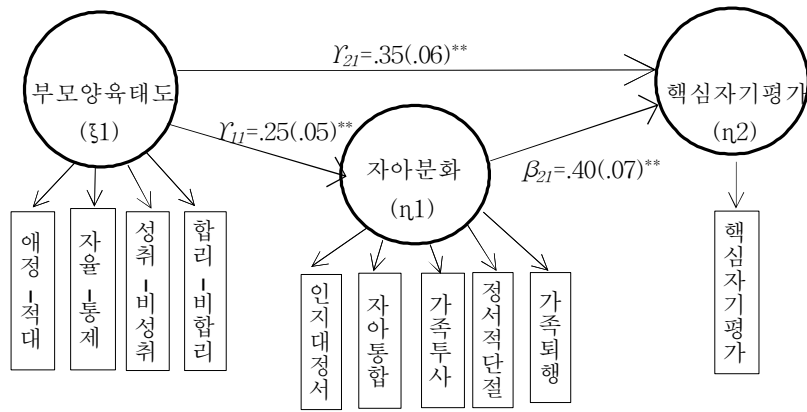 ϒ21=.35(.06)**
부모양육태도
(ξ1)
핵심자기평가
(η2)
ϒ11=.25(.05)**
자아분화
(η1)
β21=.40(.07)**
애정-적대
자율-통제
성취-비성취
합리-비합리
인지대정서
자아통합
가족투사
정서적단절
가족퇴행
핵심자기평가